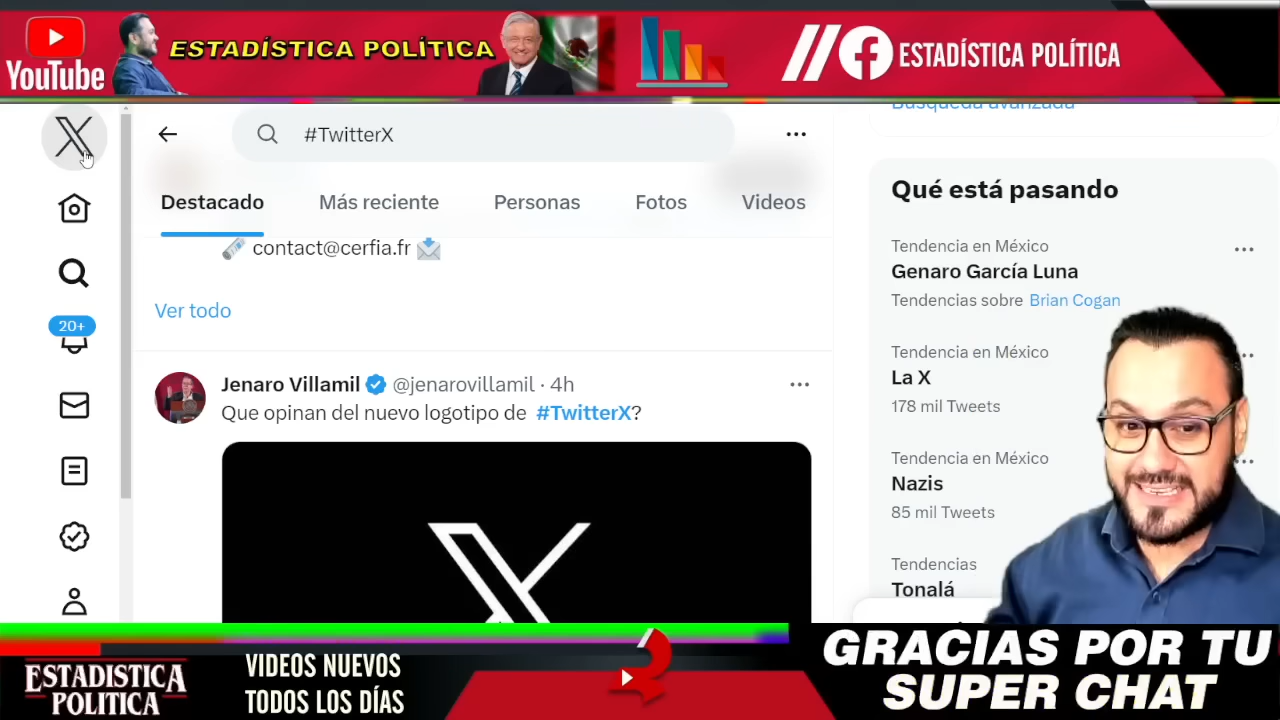 YouTube
ESTADÍSTICA POLÍTICA
ESTADÍSTICA POLÍTICA
Búsqueda avanzada
#TwitterX
Destacado
Más reciente
Personas
Fotos
Videos
contact@cerfia.fr
Ver todo
20+
Jenaro Villamil @jenarovillamil · 4h
Que opinan del nuevo logotipo de #TwitterX?
Qué está pasando
Tendencia en México
Genaro García Luna
Tendencias sobre Brian Cogan
Tendencia en México
La X
178 mil Tweets
Tendencia en México
Nazis
85 mil Tweets
Tendencias
Tonalá
ESTADISTICA
POLITICA
VIDEOS NUEVOS
TODOS LOS DÍAS
GRACIAS POR TU
SUPER CHAT